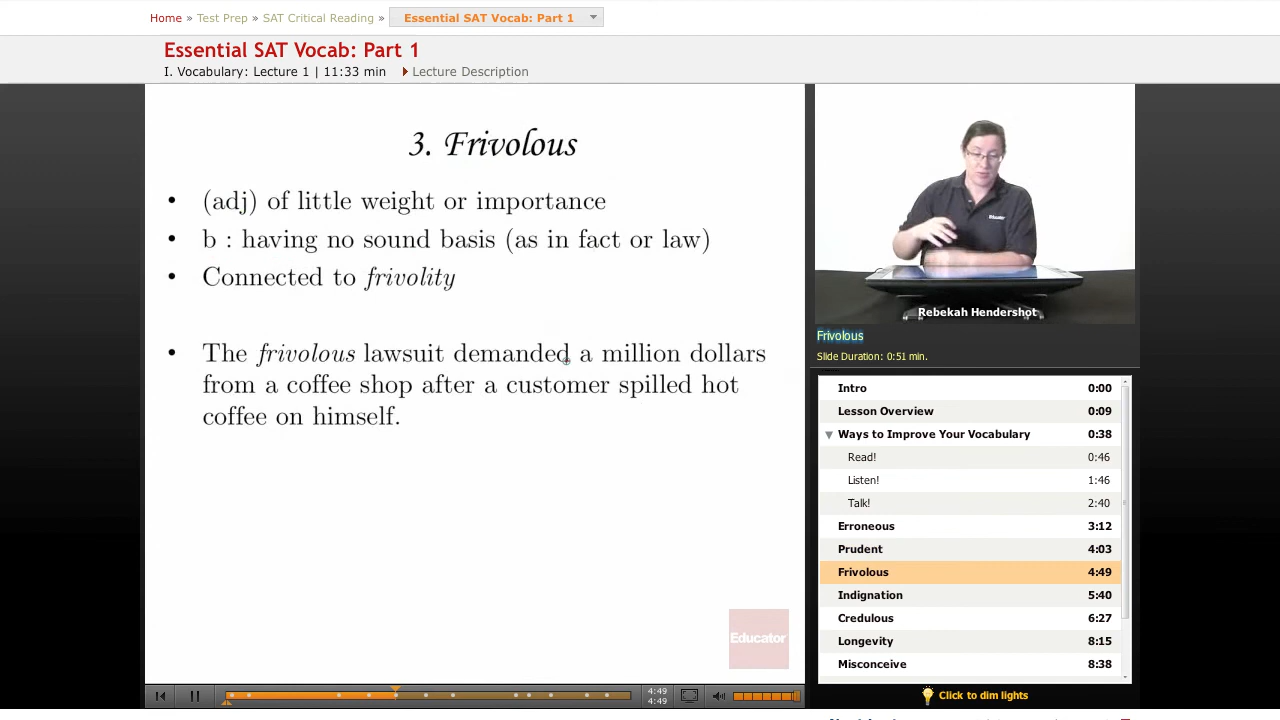 Home » Test Prep » SAT Critical Reading » Essential SAT Vocab: Part 1
Essential SAT Vocab: Part 1
I. Vocabulary: Lecture 1 | 11:33 min Lecture Description
3. Frivolous
• (adj) of little weight or importance
• b : having no sound basis (as in fact or law)
• Connected to frivolity
• The frivolous lawsuit demanded a million dollars
from a coffee shop after a customer spilled hot
coffee on himself.
Educator
4:49
4:49
Educator
Rebekah Hendershot
Frivolous
Slide Duration: 0:51 min.
Intro 0:00
Lesson Overview 0:09
Ways to Improve Your Vocabulary 0:38
Read! 0:46
Listen! 1:46
Talk! 2:40
Erroneous 3:12
Prudent 4:03
Frivolous 4:49
Indignation 5:40
Credulous 6:27
Longevity 8:15
Misconceive 8:38
Click to dim lights